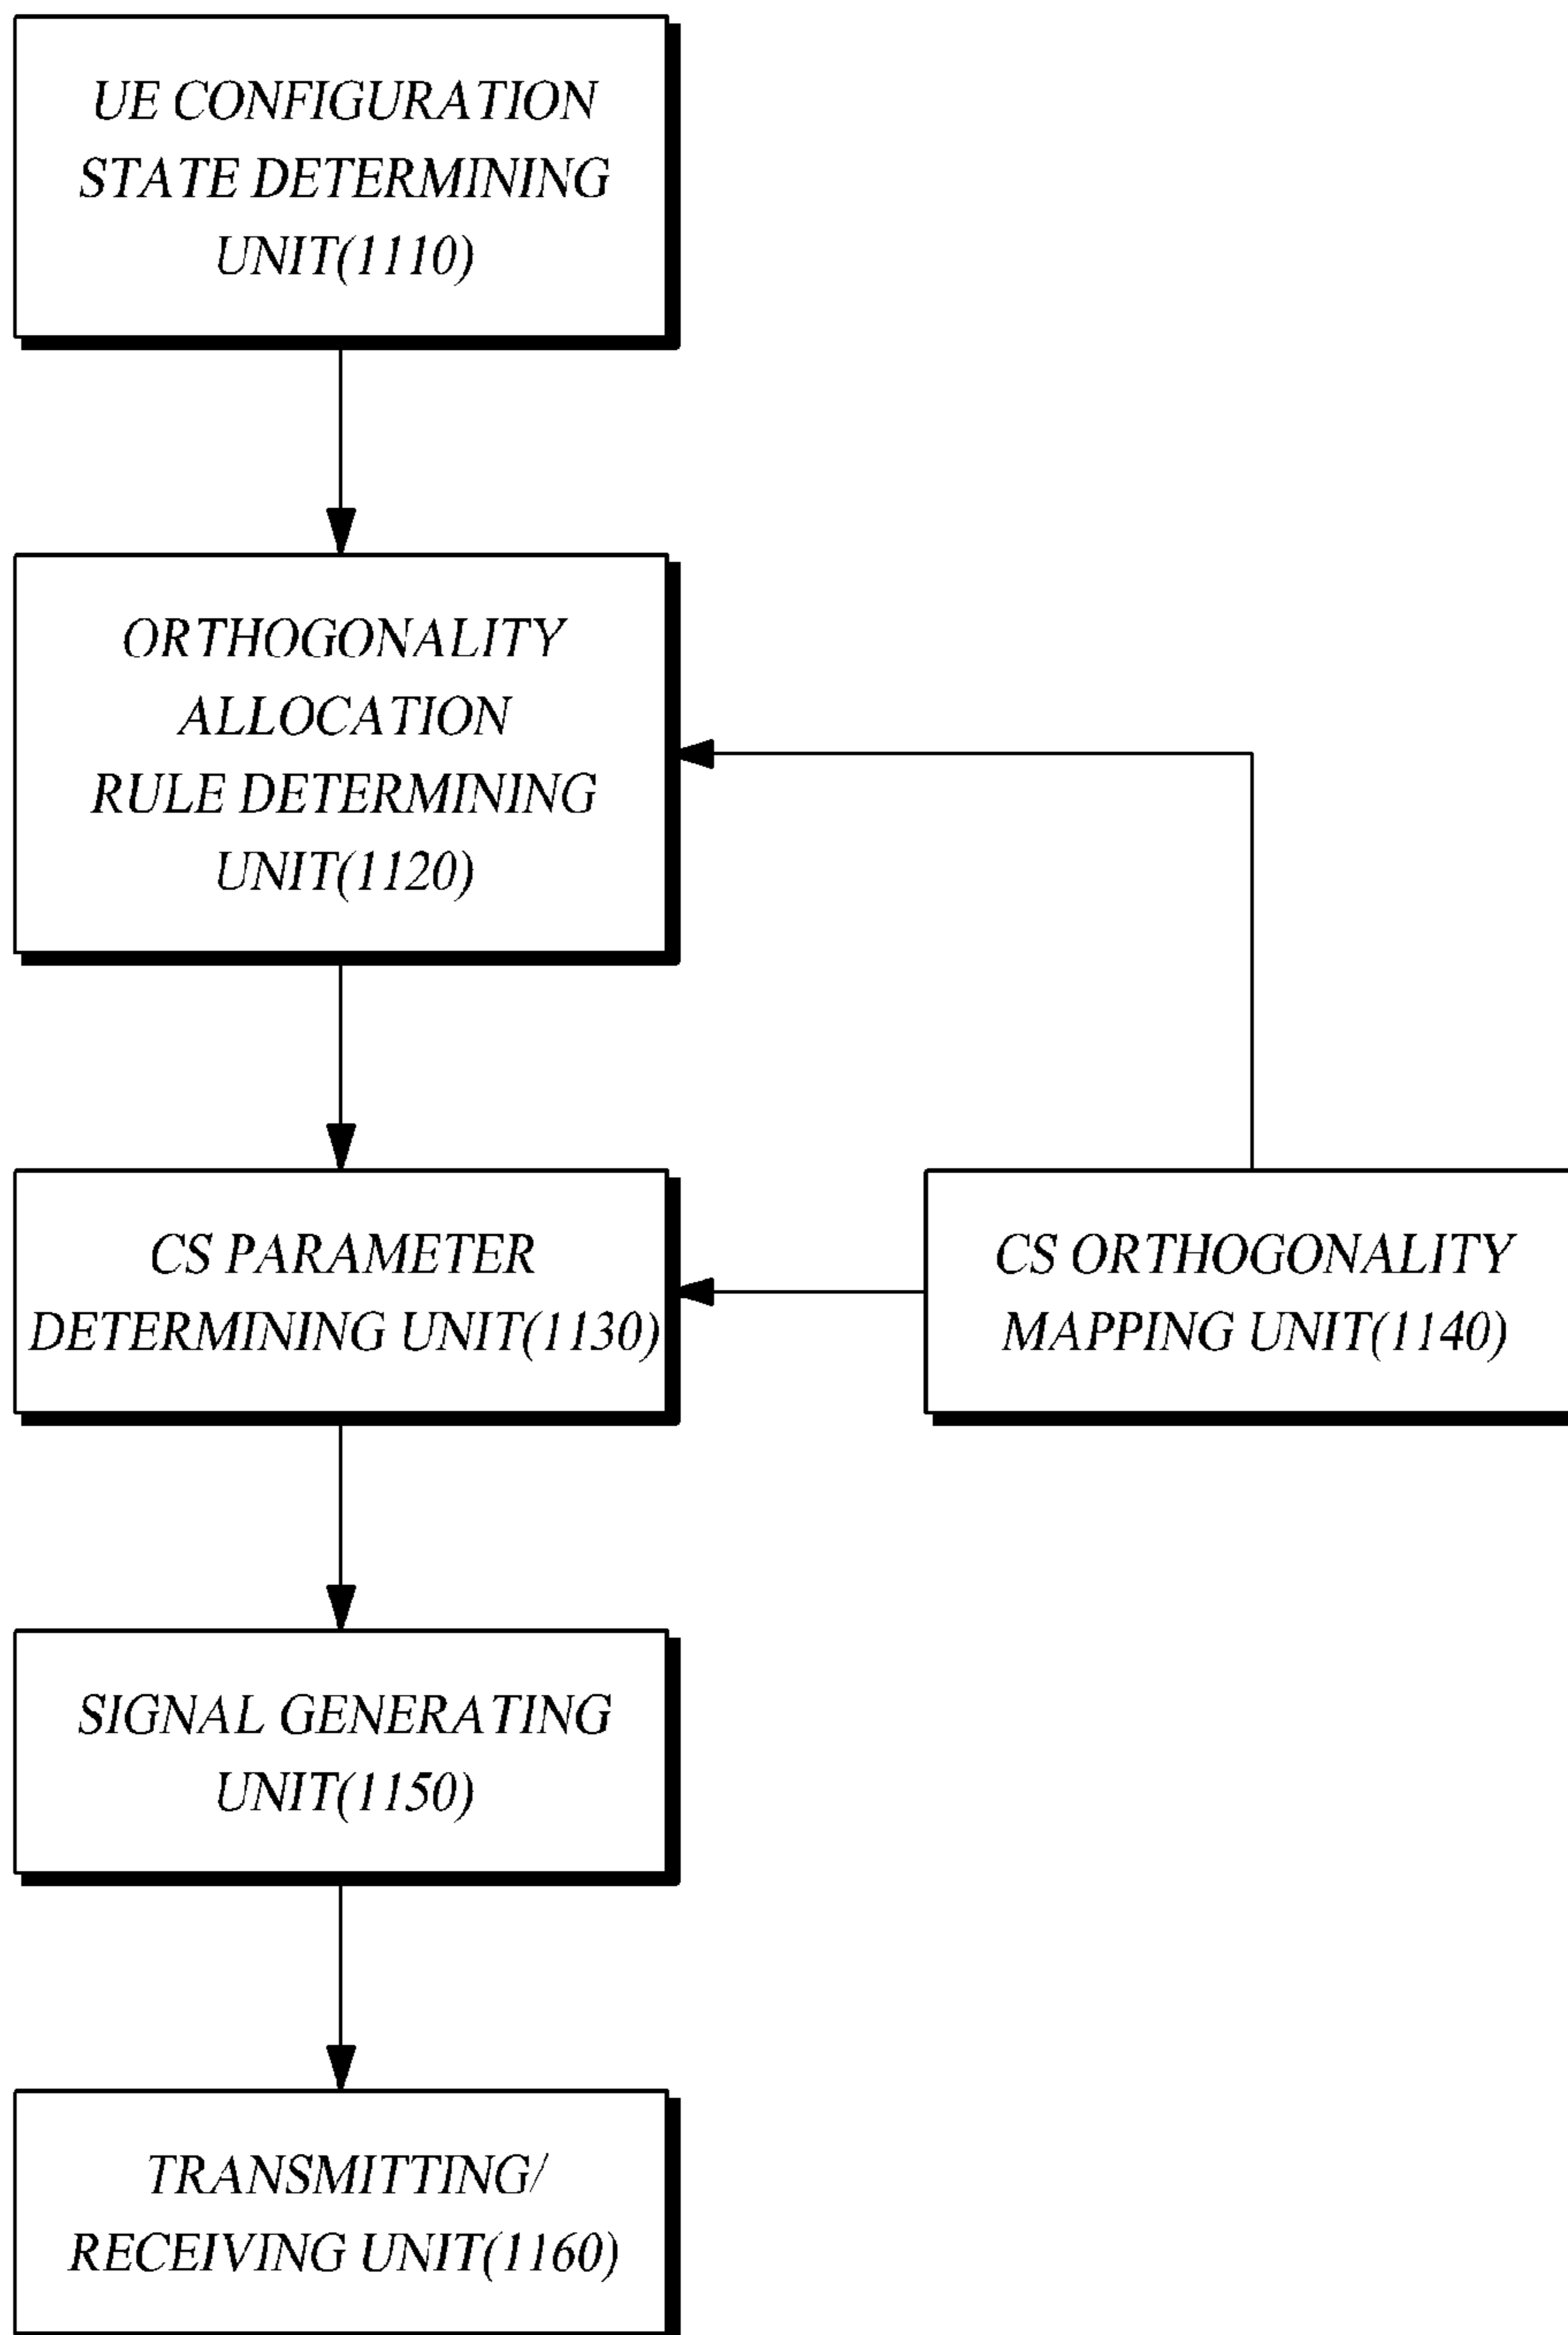 UE CONFIGURATION
STATE DETERMINING
UNIT(1110)
ORTHOGONALITY
ALLOCATION
RULE DETERMINING
UNIT(1120)
CS PARAMETER
DETERMINING UNIT(1130)
CS ORTHOGONALITY
MAPPING UNIT(1140)
SIGNAL GENERATING
UNIT(1150)
TRANSMITTING/
RECEIVING UNIT(1160)